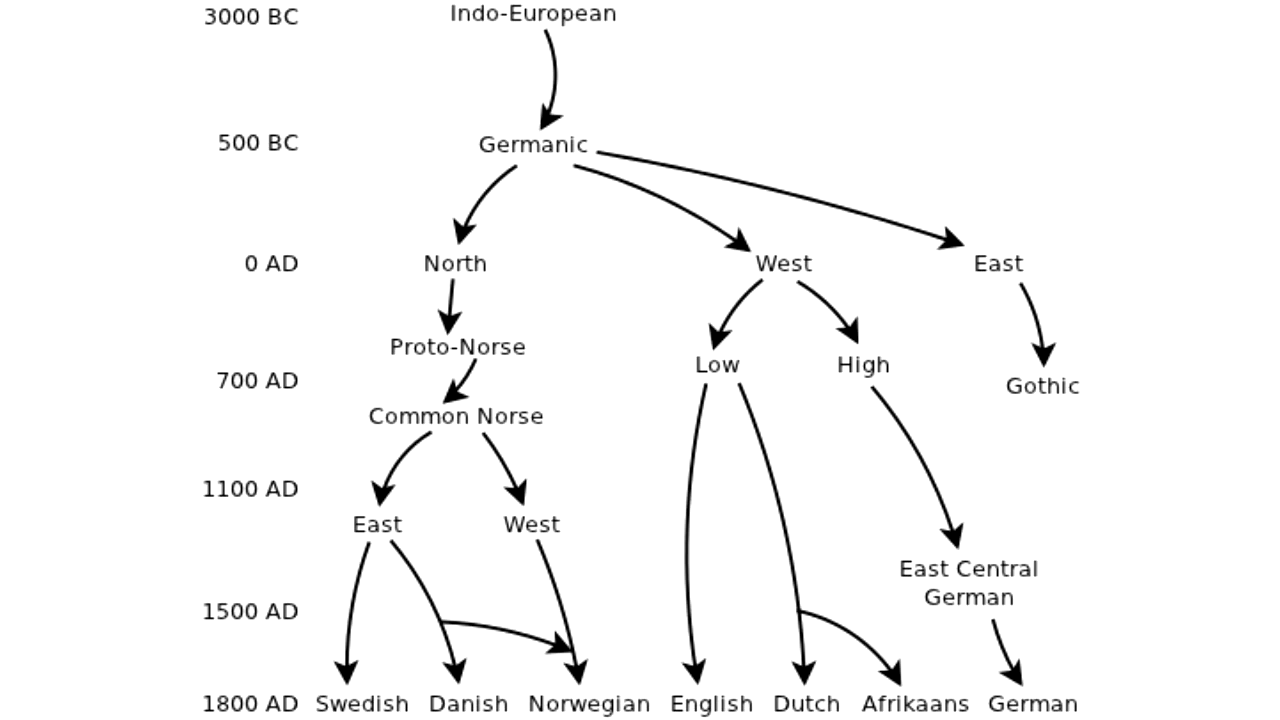 3000 BC
Indo-European
500 BC
Germanic
0 AD
North
West
East
Proto-Norse
Low
High
700 AD
Gothic
Common Norse
1100 AD
East
West
East Central
German
1500 AD
1800 AD
Swedish
Danish
Norwegian
English
Dutch
Afrikaans
German